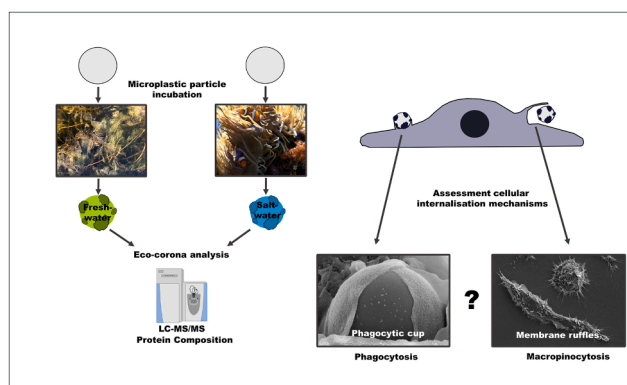 Microplastic particle
incubation
Fresh-
water
Salt-
water
Eco-corona analysis
LC-MS/MS
Protein Composition
Assessment cellular
internalisation mechanisms
Phagocytic cup
?
Membrane ruffles
Phagocytosis
Macropinocytosis